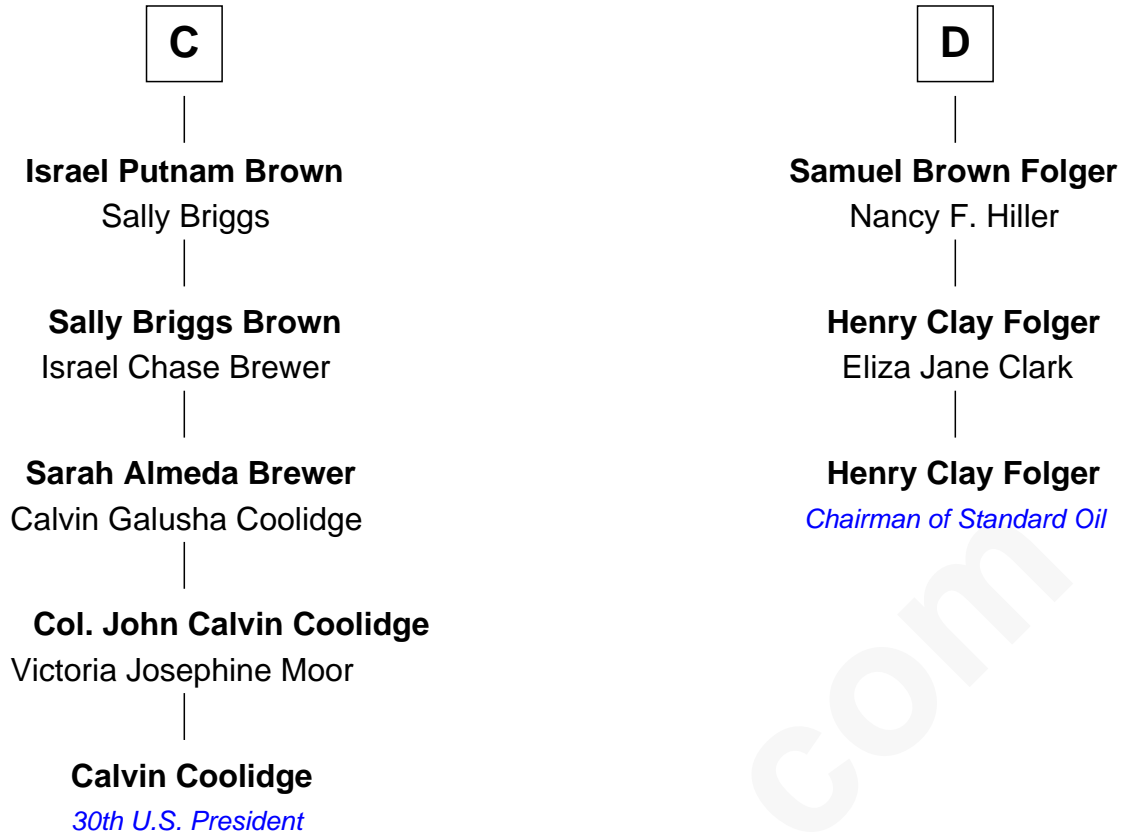 C
Israel Putnam Brown
Sally Briggs
Sally Briggs Brown
Israel Chase Brewer
Sarah Almeda Brewer
Calvin Galusha Coolidge
Col. John Calvin Coolidge
Victoria Josephine Moor
Calvin Coolidge
30th U.S. President
D
Samuel Brown Folger
Nancy F. Hiller
Henry Clay Folger
Eliza Jane Clark
Henry Clay Folger
Chairman of Standard Oil
com